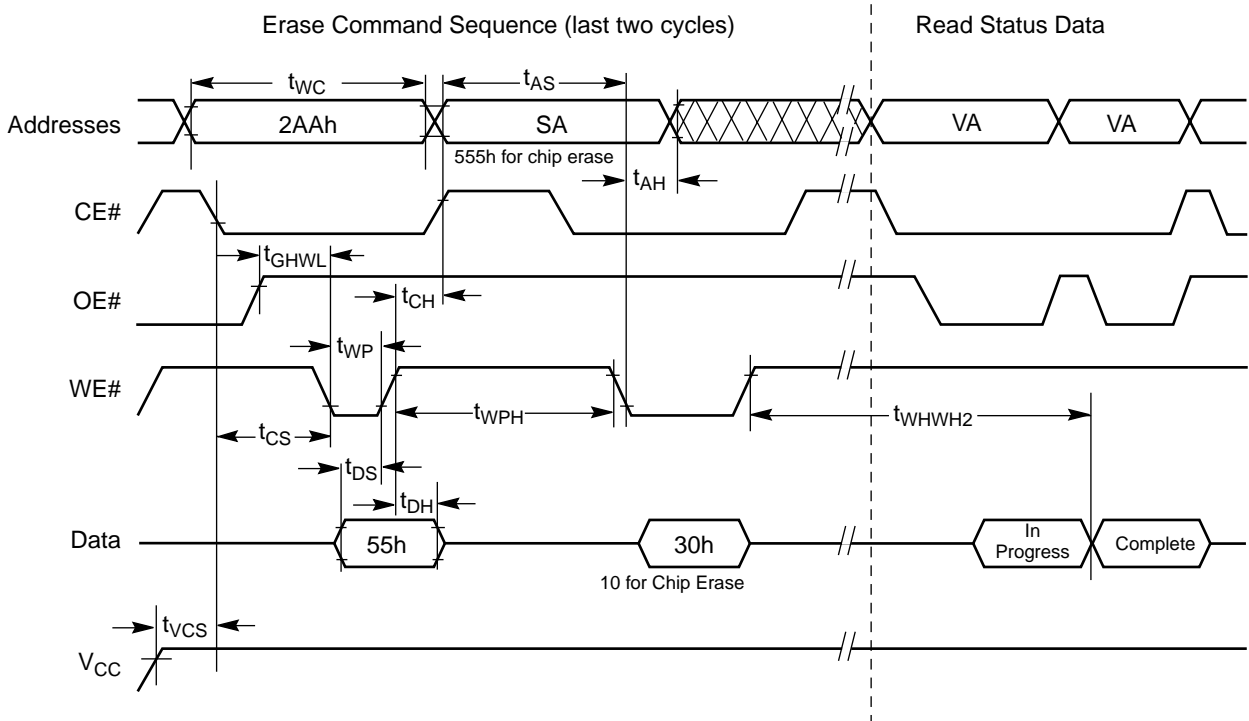 Erase Command Sequence (last two cycles)
Read Status Data
tWC
tAS
Addresses
2AAh
SA
VA
VA
555h for chip erase
tAH
CE#
tGHWL
OE#
tCH
tWP
WE#
tWPH
tWHWH2
tCS
tDS
tDH
Data
55h
30h
In
Progress
Complete
10 for Chip Erase
tVCS
VCC